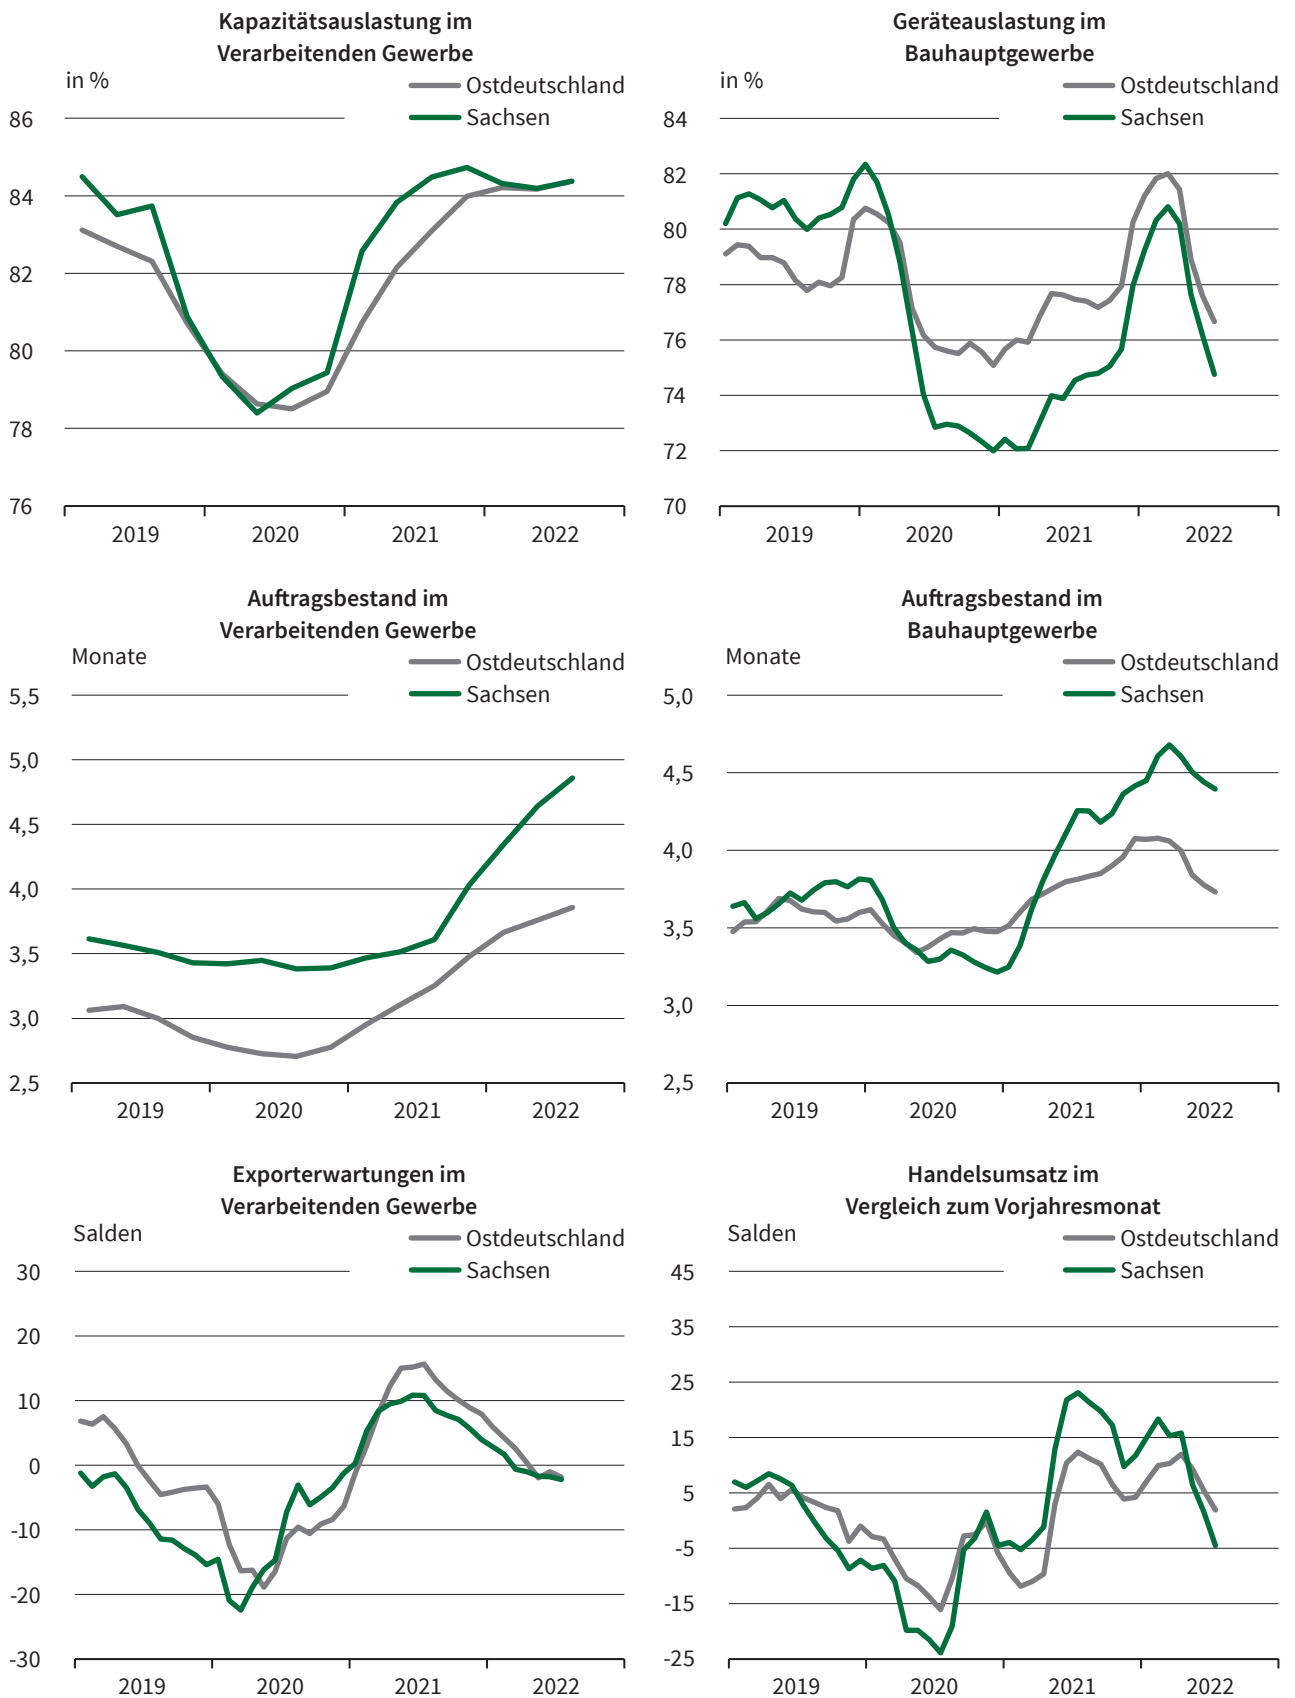 Kapazitätsauslastung im
Verarbeitenden Gewerbe
in %
Ostdeutschland
Sachsen
86
84
82
80
78
76
2019 2020 2021 2022
Geräteauslastung im
Bauhauptgewerbe
in %
Ostdeutschland
Sachsen
84
82
80
78
76
74
72
70
2019 2020 2021 2022
Auftragsbestand im
Verarbeitenden Gewerbe
Monate
Ostdeutschland
Sachsen
5,5
5,0
4,5
4,0
3,5
3,0
2,5
2019 2020 2021 2022
Auftragsbestand im
Bauhauptgewerbe
Monate
Ostdeutschland
Sachsen
5,0
4,5
4,0
3,5
3,0
2,5
2019 2020 2021 2022
Exporterwartungen im
Verarbeitenden Gewerbe
Salden
Ostdeutschland
Sachsen
30
20
10
0
-10
-20
-30
2019 2020 2021 2022
Handelsumsatz im
Vergleich zum Vorjahresmonat
Salden
Ostdeutschland
Sachsen
45
35
25
15
5
-5
-15
-25
2019 2020 2021 2022